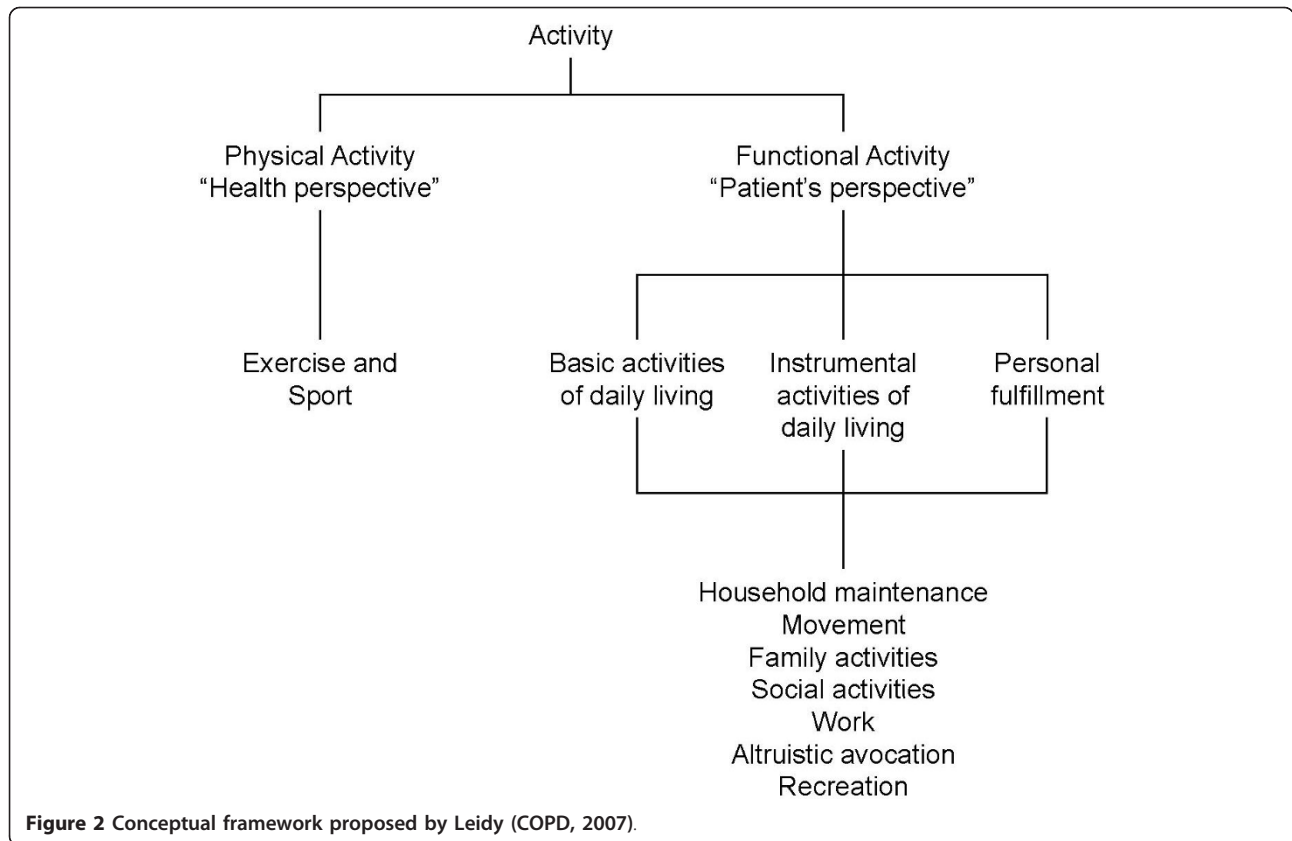 Activity
Physical Activity
“Health perspective”
Functional Activity
“Patient’s perspective”
Exercise and
Sport
Basic activities
of daily living
Instrumental
activities of
daily living
Personal
fulfillment
Household maintenance
Movement
Family activities
Social activities
Work
Altruistic avocation
Recreation
Figure 2 Conceptual framework proposed by Leidy (COPD, 2007).